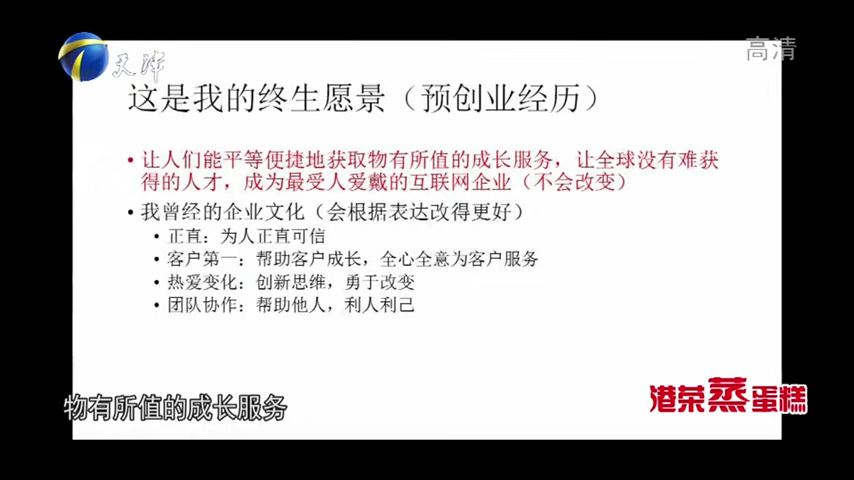 天津
高清
这是我的终生愿景（预创业经历）
• 让人们能平等便捷地获取物有所值的成长服务，让全球没有难获
得的人才，成为最受人爱戴的互联网企业（不会改变）
• 我曾经的企业文化（会根据表达改得更好）
• 正直：为人正直可信
• 客户第一：帮助客户成长，全心全意为客户服务
• 热爱变化：创新思维，勇于改变
• 团队协作：帮助他人，利人利己
港荣蒸蛋糕
物有所值的成长服务